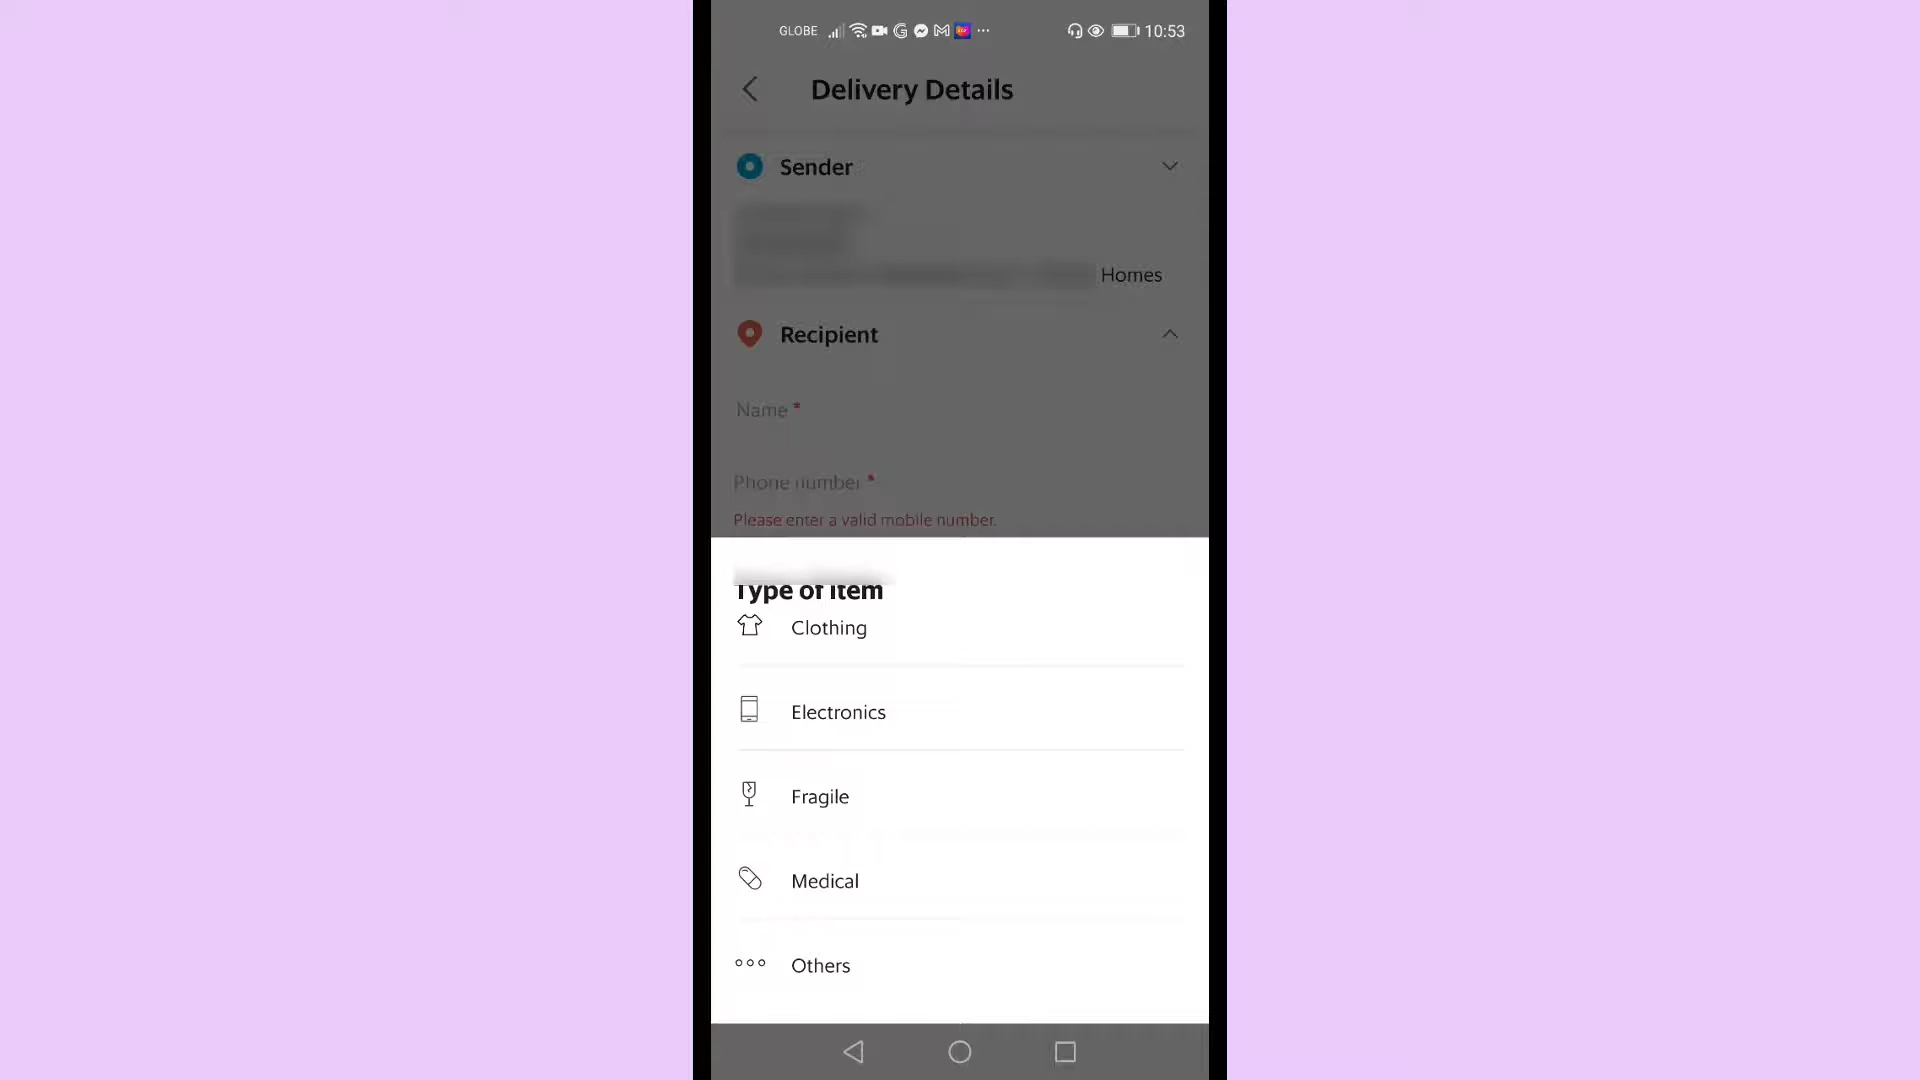 GLOBE 10:53
Delivery Details
Sender
Homes
Recipient
Name *
Phone number *
Please enter a valid mobile number.
Type of item
Clothing
Electronics
Fragile
Medical
Others